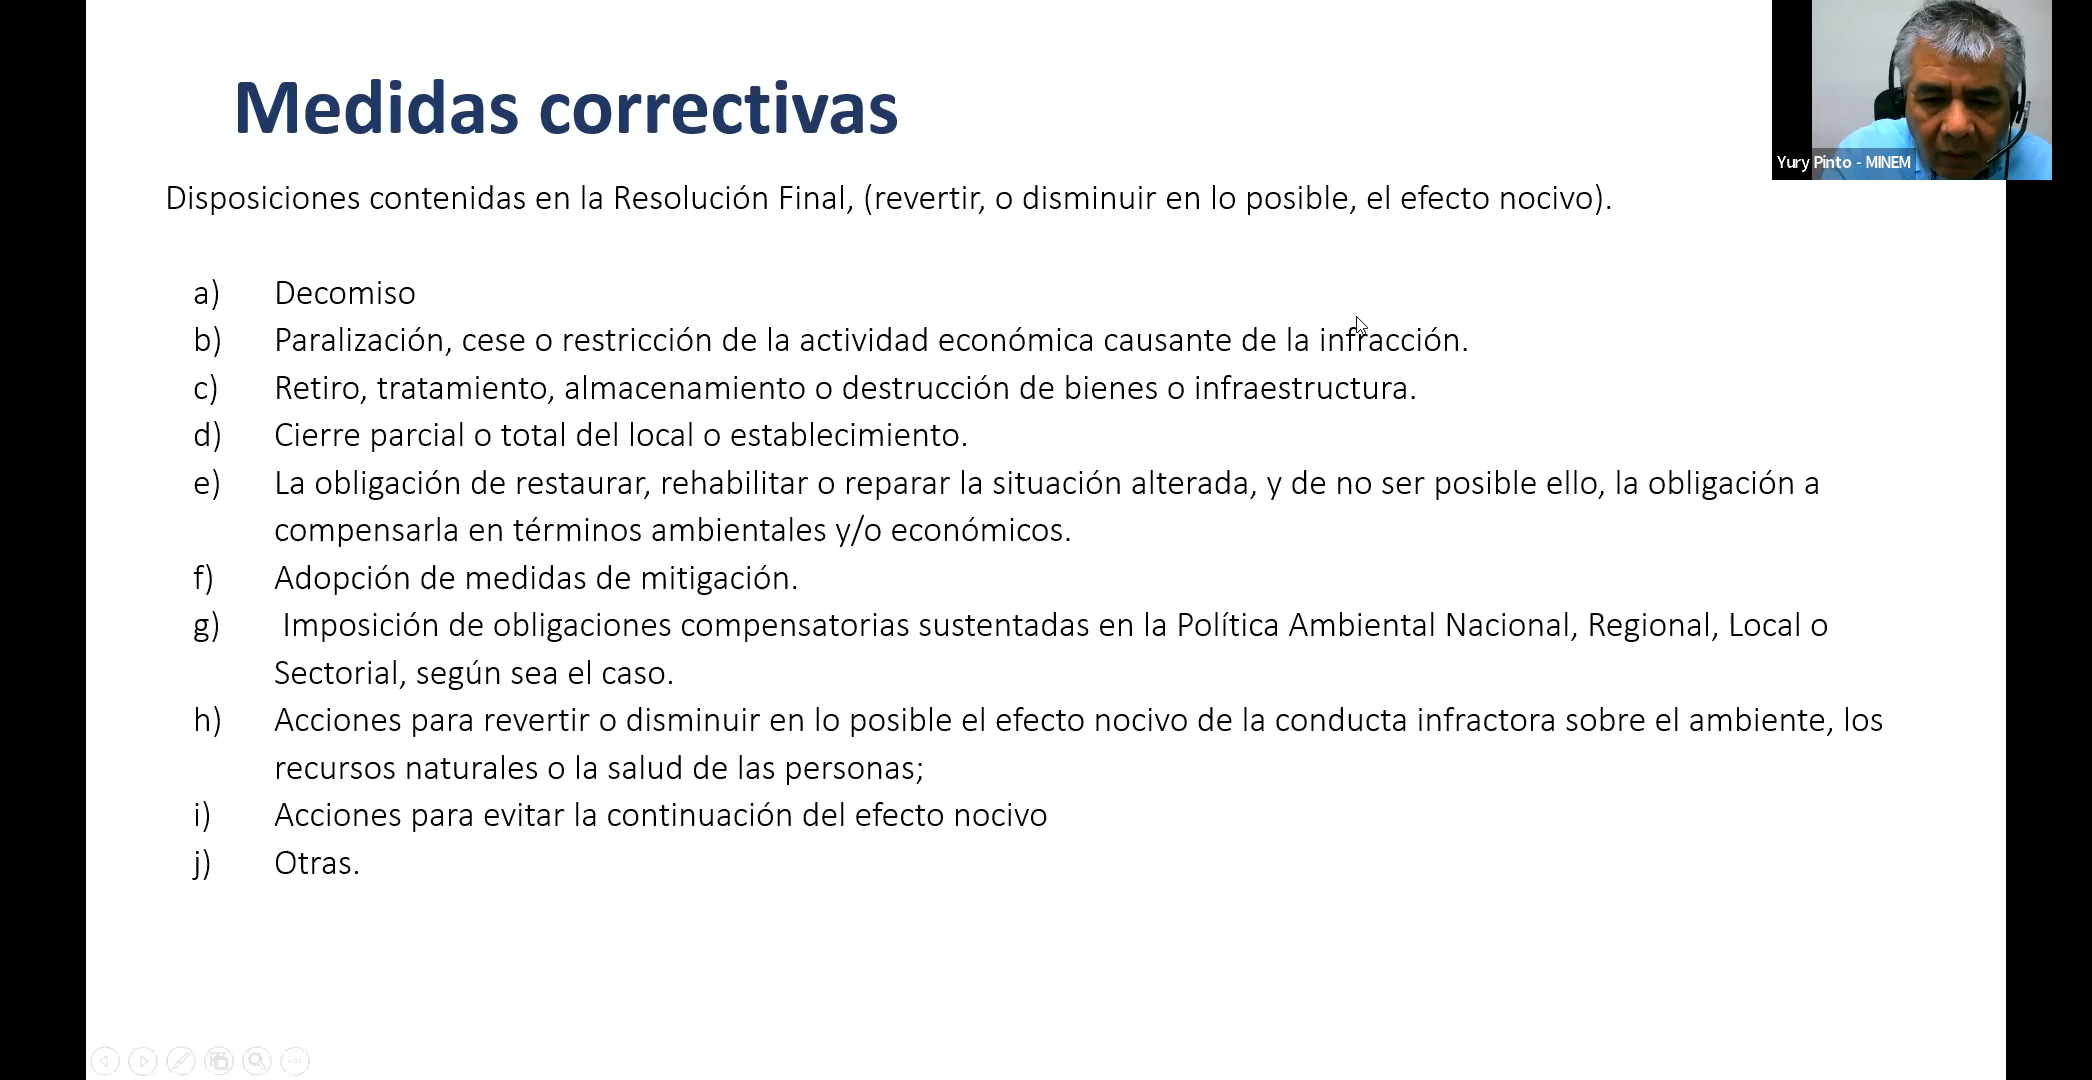 Medidas correctivas
Yury Pinto - MINEM
Disposiciones contenidas en la Resolución Final, (revertir, o disminuir en lo posible, el efecto nocivo).
a) Decomiso
b) Paralización, cese o restricción de la actividad económica causante de la infracción.
c) Retiro, tratamiento, almacenamiento o destrucción de bienes o infraestructura.
d) Cierre parcial o total del local o establecimiento.
e) La obligación de restaurar, rehabilitar o reparar la situación alterada, y de no ser posible ello, la obligación a
compensarla en términos ambientales y/o económicos.
f) Adopción de medidas de mitigación.
g) Imposición de obligaciones compensatorias sustentadas en la Política Ambiental Nacional, Regional, Local o
Sectorial, según sea el caso.
h) Acciones para revertir o disminuir en lo posible el efecto nocivo de la conducta infractora sobre el ambiente, los
recursos naturales o la salud de las personas;
i) Acciones para evitar la continuación del efecto nocivo
j) Otras.